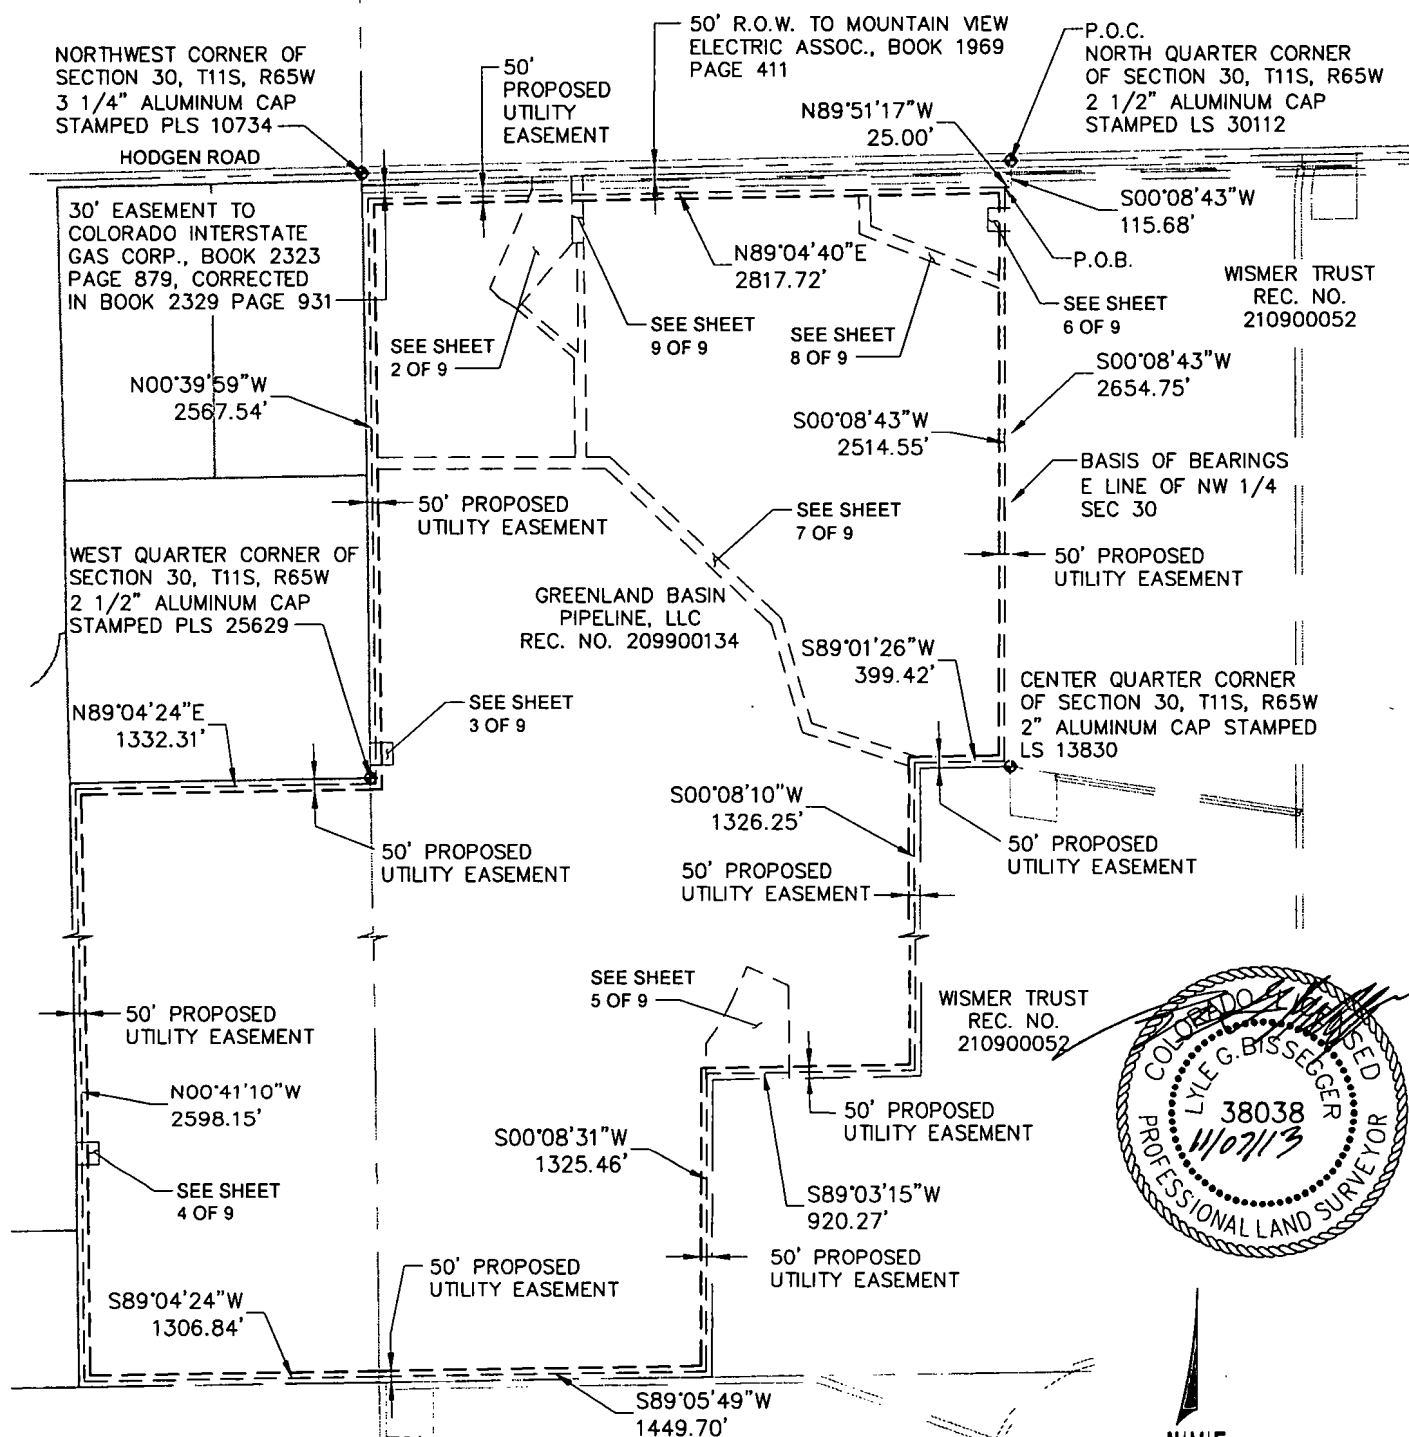 NORTHWEST CORNER OF
SECTION 30, T11S, R65W
3 1/4" ALUMINUM CAP
STAMPED PLS 10734
HODGEN ROAD
50'
PROPOSED
UTILITY
EASEMENT
50' R.O.W. TO MOUNTAIN VIEW
ELECTRIC ASSOC., BOOK 1969
PAGE 411
P.O.C.
NORTH QUARTER CORNER
OF SECTION 30, T11S, R65W
2 1/2" ALUMINUM CAP
STAMPED LS 30112
N89°51'17"W
25.00'
S00°08'43"W
115.68'
P.O.B.
30' EASEMENT TO
COLORADO INTERSTATE
GAS CORP., BOOK 2323
PAGE 879, CORRECTED
IN BOOK 2329 PAGE 931
N89°04'40"E
2817.72'
WISMER TRUST
REC. NO.
210900052
SEE SHEET
2 OF 9
SEE SHEET
9 OF 9
SEE SHEET
8 OF 9
SEE SHEET
6 OF 9
N00°39'59"W
2567.54'
S00°08'43"W
2654.75'
S00°08'43"W
2514.55'
BASIS OF BEARINGS
E LINE OF NW 1/4
SEC 30
50' PROPOSED
UTILITY EASEMENT
SEE SHEET
7 OF 9
50' PROPOSED
UTILITY EASEMENT
WEST QUARTER CORNER OF
SECTION 30, T11S, R65W
2 1/2" ALUMINUM CAP
STAMPED PLS 25629
GREENLAND BASIN
PIPELINE, LLC
REC. NO. 209900134
S89°01'26"W
399.42'
CENTER QUARTER CORNER
OF SECTION 30, T11S, R65W
2" ALUMINUM CAP STAMPED
LS 13830
N89°04'24"E
1332.31'
SEE SHEET
3 OF 9
S00°08'10"W
1326.25'
50' PROPOSED
UTILITY EASEMENT
50' PROPOSED
UTILITY EASEMENT
50' PROPOSED
UTILITY EASEMENT
SEE SHEET
5 OF 9
WISMER TRUST
REC. NO.
210900052
50' PROPOSED
UTILITY EASEMENT
N00°41'10"W
2598.15'
50' PROPOSED
UTILITY EASEMENT
S00°08'31"W
1325.46'
SEE SHEET
4 OF 9
S89°03'15"W
920.27'
COLORADO LICENSED
LYLE G. BISSEGGER
38038
11/07/13
PROFESSIONAL LAND SURVEYOR
50' PROPOSED
UTILITY EASEMENT
50' PROPOSED
UTILITY EASEMENT
S89°04'24"W
1306.84'
S89°05'49"W
1449.70'